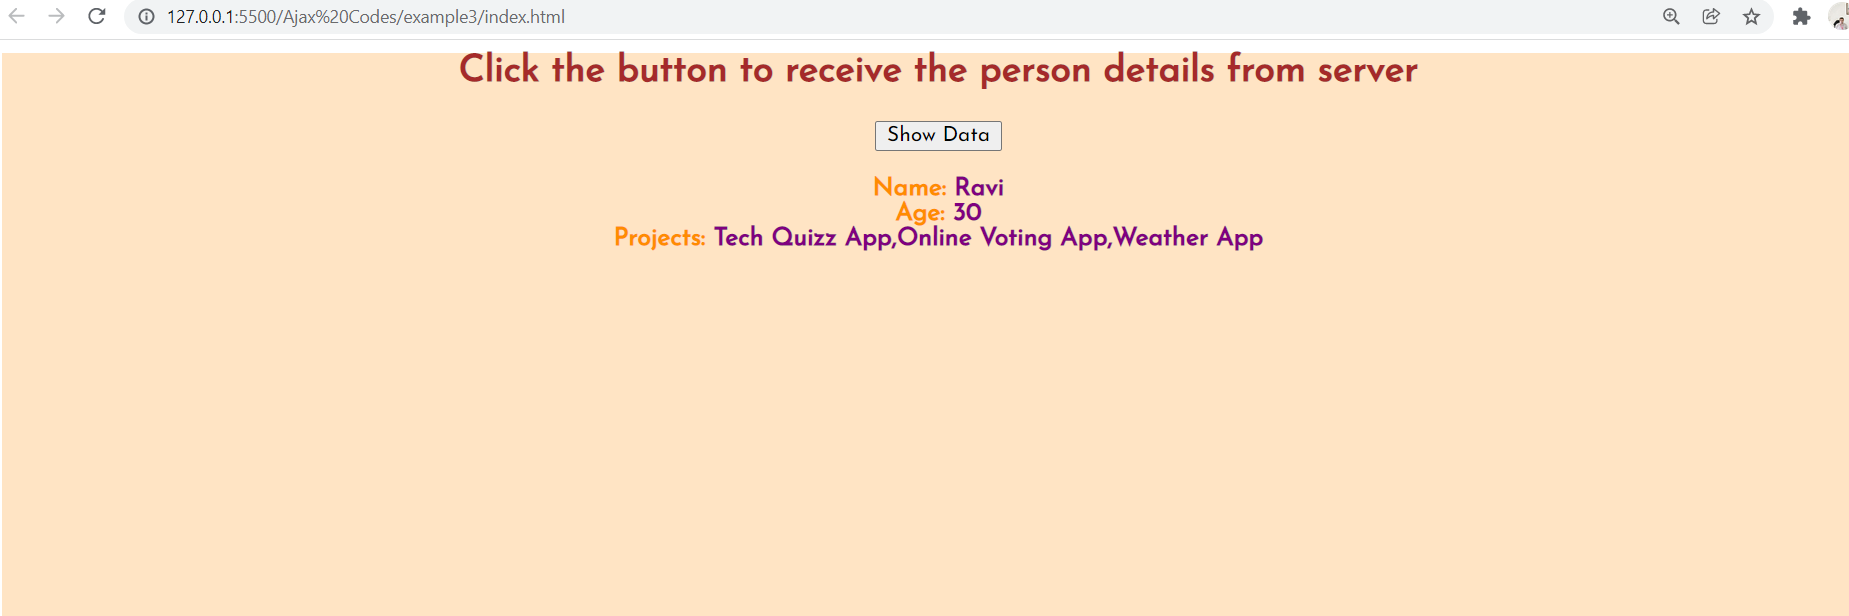 127.0.0.1:5500/Ajax%20Codes/example3/index.html
Click the button to receive the person details from server
Show Data
Name: Ravi
Age: 30
Projects: Tech Quizz App,Online Voting App,Weather App